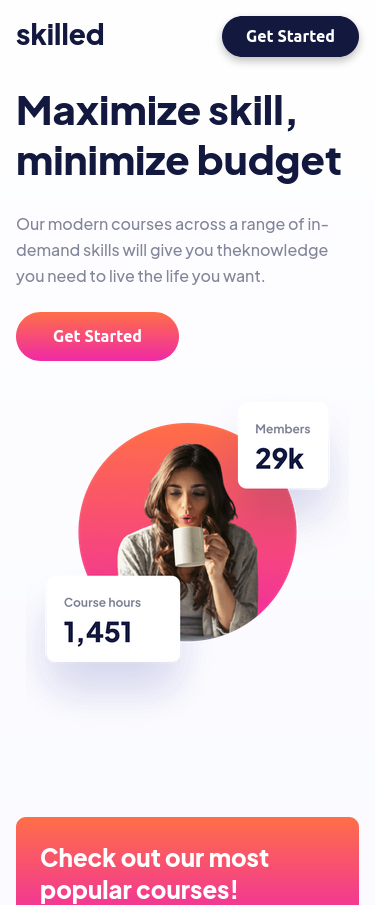 skilled
Get Started
Maximize skill,
minimize budget
Our modern courses across a range of in-
demand skills will give you theknowledge
you need to live the life you want.
Get Started
Members
29k
Course hours
1,451
Check out our most
popular courses!